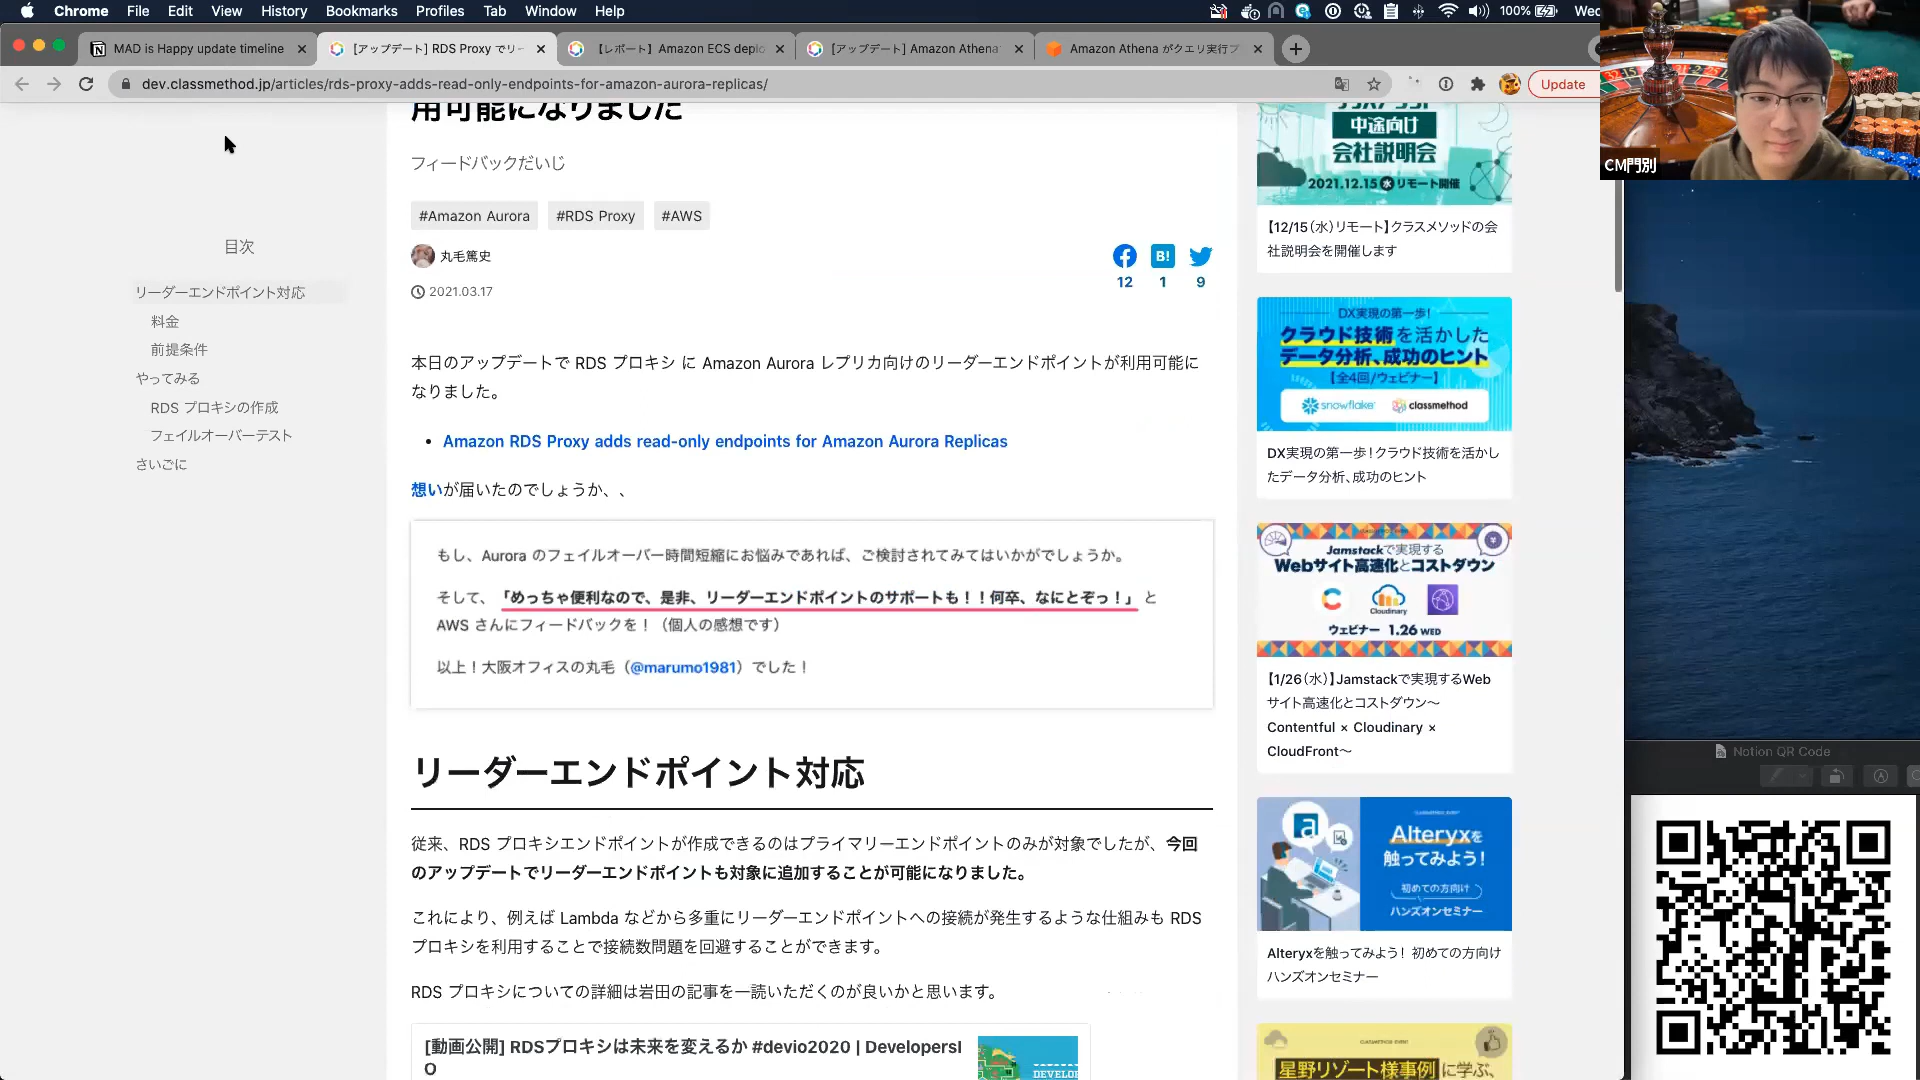 Chrome File Edit View History Bookmarks Profiles Tab Window Help
100% Wed
MAD is Happy update timeline
[アップデート] RDS Proxy でリー
【レポート】Amazon ECS deplo
[アップデート] Amazon Athena
Amazon Athena がクエリ実行プ
dev.classmethod.jp/articles/rds-proxy-adds-read-only-endpoints-for-amazon-aurora-replicas/
Update
CM門別
目次
リーダーエンドポイント対応
料金
前提条件
やってみる
RDS プロキシの作成
フェイルオーバーテスト
さいごに
用可能になりました
フィードバックだいじ
#Amazon Aurora #RDS Proxy #AWS
丸毛篤史
2021.03.17
B!
12 1 9
本日のアップデートで RDS プロキシ に Amazon Aurora レプリカ向けのリーダーエンドポイントが利用可能に
なりました。
• Amazon RDS Proxy adds read-only endpoints for Amazon Aurora Replicas
想いが届いたのでしょうか、、
もし、Aurora のフェイルオーバー時間短縮にお悩みであれば、ご検討されてみてはいかがでしょうか。
そして、「めっちゃ便利なので、是非、リーダーエンドポイントのサポートも！！何卒、なにとぞっ！」と
AWS さんにフィードバックを！（個人の感想です）
以上！大阪オフィスの丸毛（@marumo1981）でした！
リーダーエンドポイント対応
従来、RDS プロキシエンドポイントが作成できるのはプライマリーエンドポイントのみが対象でしたが、今回
のアップデートでリーダーエンドポイントも対象に追加することが可能になりました。
これにより、例えば Lambda などから多重にリーダーエンドポイントへの接続が発生するような仕組みも RDS
プロキシを利用することで接続数問題を回避することができます。
RDS プロキシについての詳細は岩田の記事を一読いただくのが良いかと思います。
[動画公開] RDSプロキシは未来を変えるか #devio2020 | DevelopersI
O
中途向け
会社説明会
2021.12.15 水 リモート開催
【12/15（水）リモート】クラスメソッドの会
社説明会を開催します
DX実現の第一歩！
クラウド技術を活かした
データ分析、成功のヒント
【全4回/ウェビナー】
snowflake classmethod
DX実現の第一歩！クラウド技術を活かし
たデータ分析、成功のヒント
Jamstackで実現する
Webサイト高速化とコストダウン
Cloudinary
ウェビナー 1.26 WED
【1/26（水）】Jamstackで実現するWeb
サイト高速化とコストダウン〜
Contentful × Cloudinary ×
CloudFront〜
Alteryxを
触ってみよう！
初めての方向け
ハンズオンセミナー
Alteryxを触ってみよう！ 初めての方向け
ハンズオンセミナー
星野リゾート様事例に学ぶ、
Notion QR Code